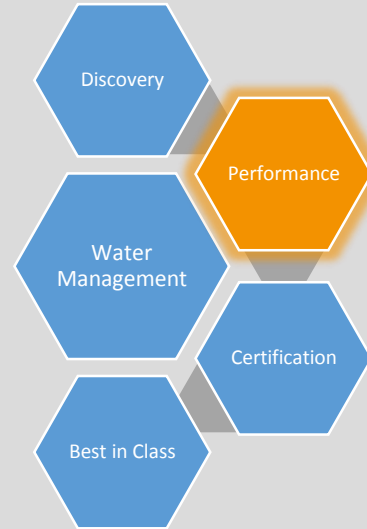 Discovery
Performance
Water
Management
Certification
Best in Class